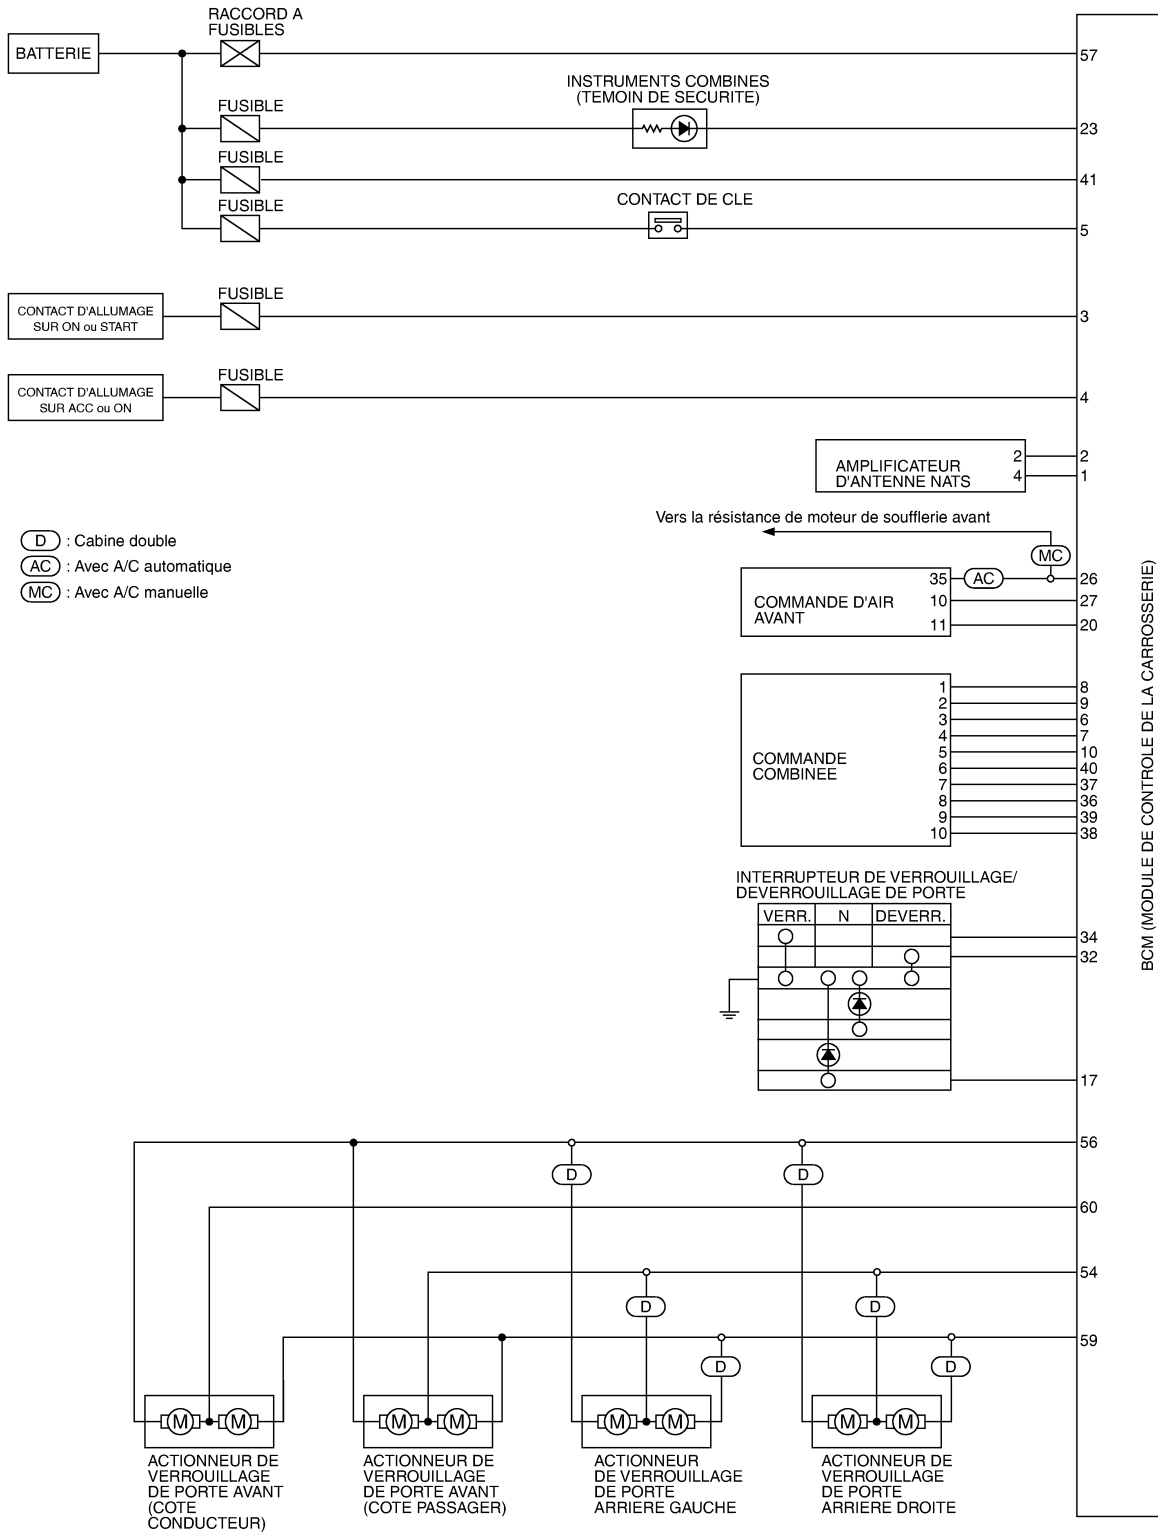 RACCORD A
FUSIBLES
BATTERIE
57
INSTRUMENTS COMBINES
(TEMOIN DE SECURITE)
FUSIBLE
23
FUSIBLE
41
FUSIBLE
CONTACT DE CLE
5
CONTACT D'ALLUMAGE
SUR ON ou START
FUSIBLE
3
CONTACT D'ALLUMAGE
SUR ACC ou ON
FUSIBLE
4
AMPLIFICATEUR
D'ANTENNE NATS
2 2
4 1
Vers la résistance de moteur de soufflerie avant
D : Cabine double
AC : Avec A/C automatique
MC : Avec A/C manuelle
MC
COMMANDE D'AIR
AVANT
35 AC 26
10 27
11 20
COMMANDE
COMBINEE
1 8
2 9
3 6
4 7
5 10
6 40
7 37
8 36
9 39
10 38
BCM (MODULE DE CONTROLE DE LA CARROSSERIE)
INTERRUPTEUR DE VERROUILLAGE/
DEVERROUILLAGE DE PORTE
VERR. N DEVERR.
34
32
17
56
D D
60
54
D D
59
D D
M M M M M M M M
ACTIONNEUR DE
VERROUILLAGE
DE PORTE AVANT
(COTE
CONDUCTEUR)
ACTIONNEUR DE
VERROUILLAGE
DE PORTE AVANT
(COTE PASSAGER)
ACTIONNEUR
DE VERROUILLAGE
DE PORTE
ARRIERE GAUCHE
ACTIONNEUR DE
VERROUILLAGE
DE PORTE
ARRIERE DROITE